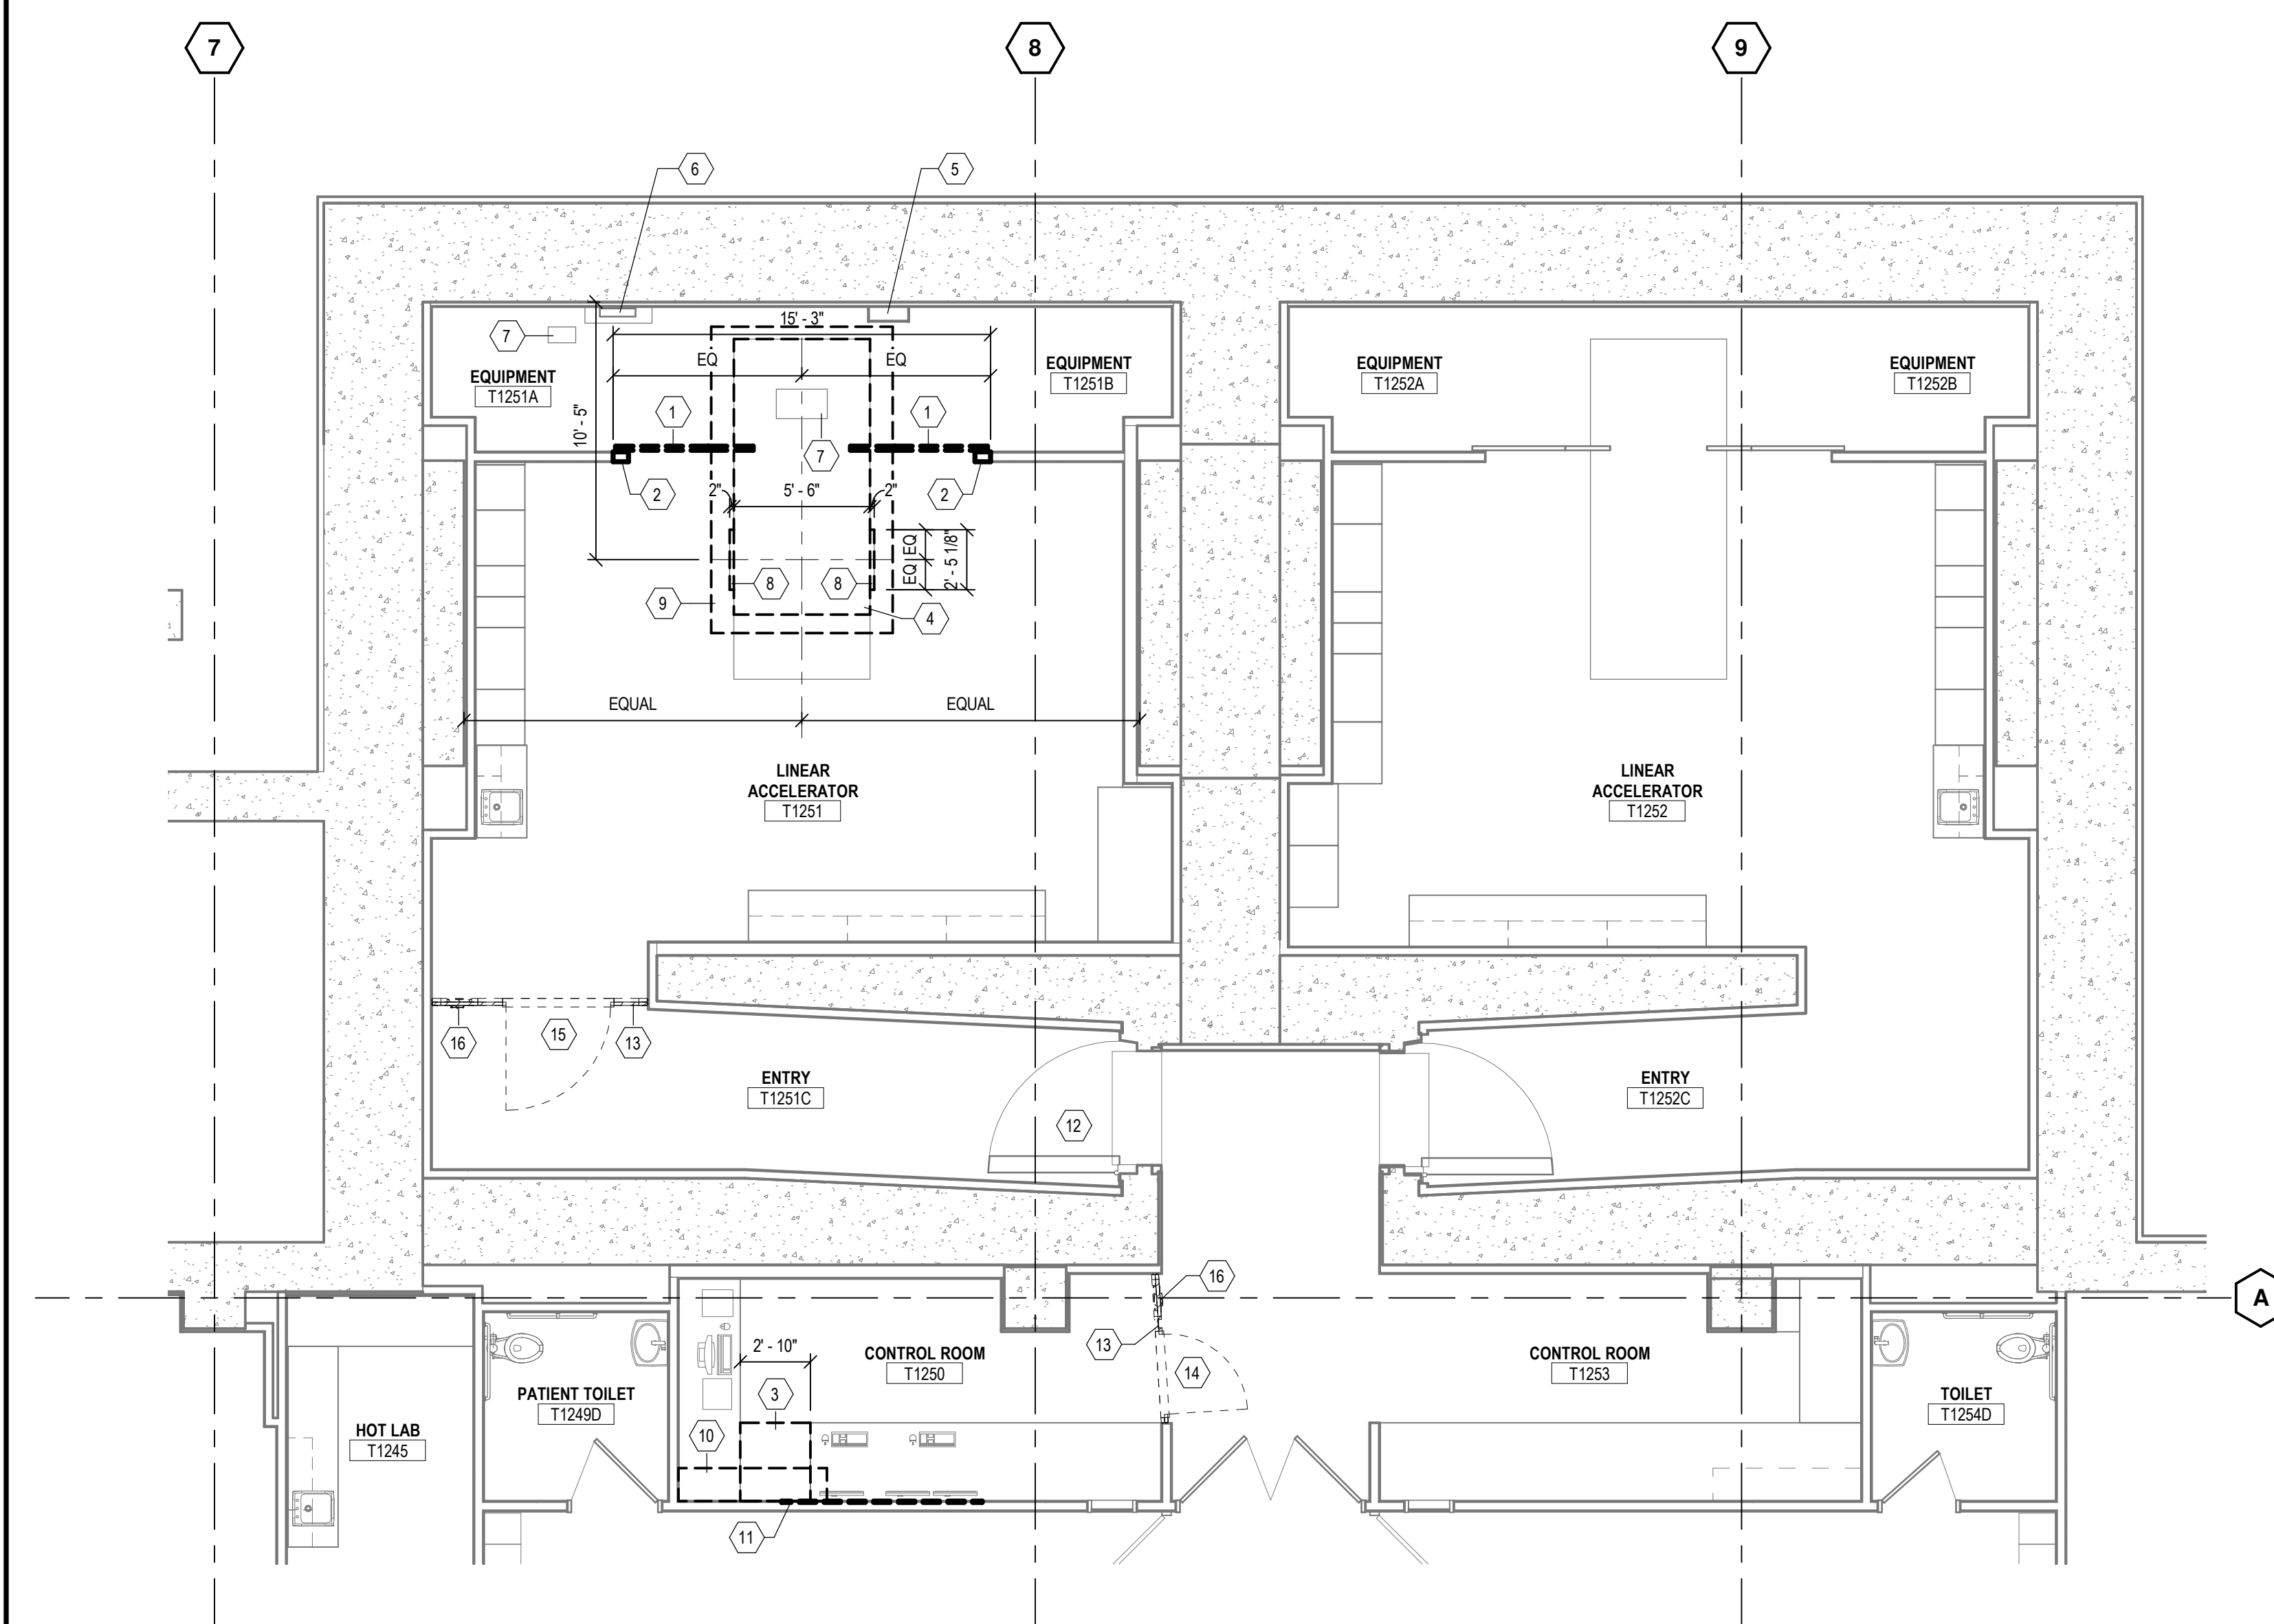 7
8
9
6
5
15' - 3"
7
EQ
EQ
EQUIPMENT
T1251A
EQUIPMENT
T1251B
EQUIPMENT
T1252A
EQUIPMENT
T1252B
10' - 5"
1
1
7
2
2"
5' - 6"
2"
2
EQ
EQ
2' - 5 1/8"
8
8
9
4
EQUAL
EQUAL
LINEAR
ACCELERATOR
T1251
LINEAR
ACCELERATOR
T1252
16
15
13
ENTRY
T1251C
12
ENTRY
T1252C
16
A
13
2' - 10"
CONTROL ROOM
T1250
14
CONTROL ROOM
T1253
3
PATIENT TOILET
T1249D
TOILET
T1254D
HOT LAB
T1245
10
11